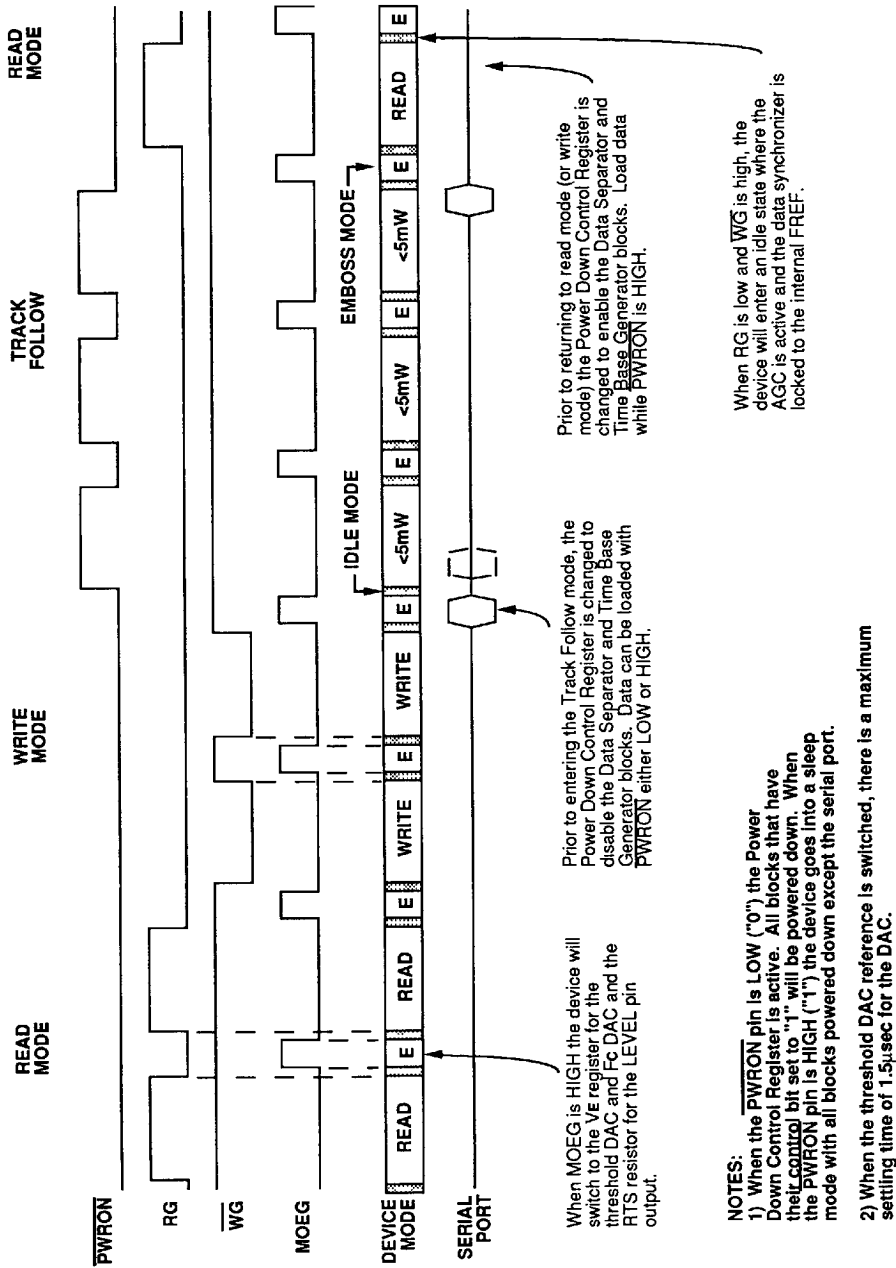 READ
MODE
WRITE
MODE
TRACK
FOLLOW
READ
MODE
PWRON
RG
WG
MOEG
IDLE MODE
EMBOSS MODE
DEVICE
MODE
READ
E
READ
E
WRITE
E
WRITE
E
<5mW
E
<5mW
E
<5mW
E
READ
E
SERIAL
PORT
When MOEG is HIGH the device will
switch to the VE register for the
threshold DAC and Fc DAC and the
RTS resistor for the LEVEL pin
output.
Prior to entering the Track Follow mode, the
Power Down Control Register is changed to
disable the Data Separator and Time Base
Generator blocks. Data can be loaded with
PWRON either LOW or HIGH.
Prior to returning to read mode (or write
mode) the Power Down Control Register is
changed to enable the Data Separator and
Time Base Generator blocks. Load data
while PWRON is HIGH.
When RG is low and WG is high, the
device will enter an idle state where the
AGC is active and the data synchronizer is
locked to the internal FREF.
NOTES:
1) When the PWRON pin is LOW ("0") the Power
Down Control Register is active. All blocks that have
their control bit set to "1" will be powered down. When
the PWRON pin is HIGH ("1") the device goes into a sleep
mode with all blocks powered down except the serial port.
2) When the threshold DAC reference is switched, there is a maximum
settling time of 1.5µsec for the DAC.